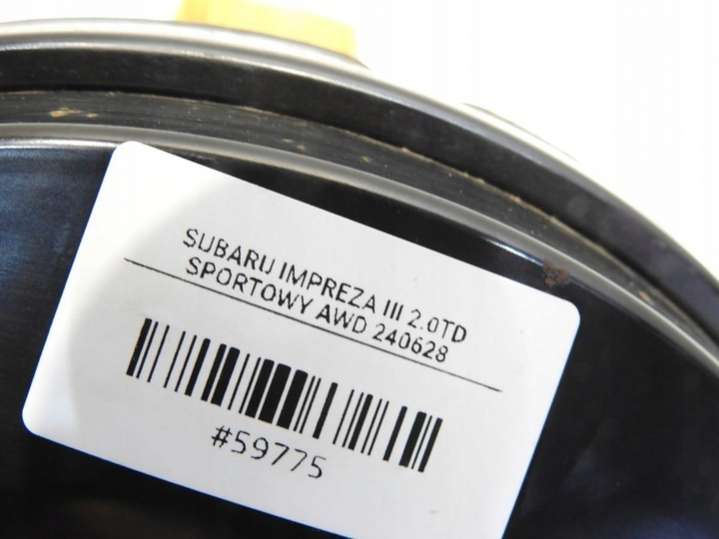 SUBARU IMPREZA III 2.0TD
SPORTOWY AWD 240628
#59775